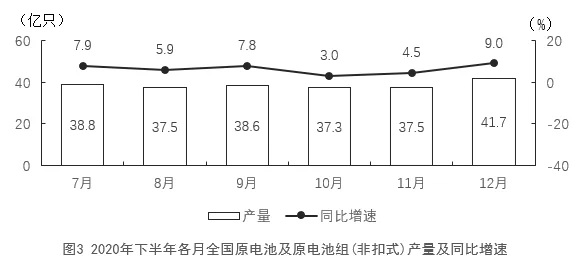 (亿只) (%)
60 7.9 5.9 7.8 3.0 4.5 9.0 20
40 0
20 38.8 37.5 38.6 37.3 37.5 41.7 -20
0 -40
7月 8月 9月 10月 11月 12月
产量 同比增速
图3 2020年下半年各月全国原电池及原电池组(非扣式)产量及同比增速